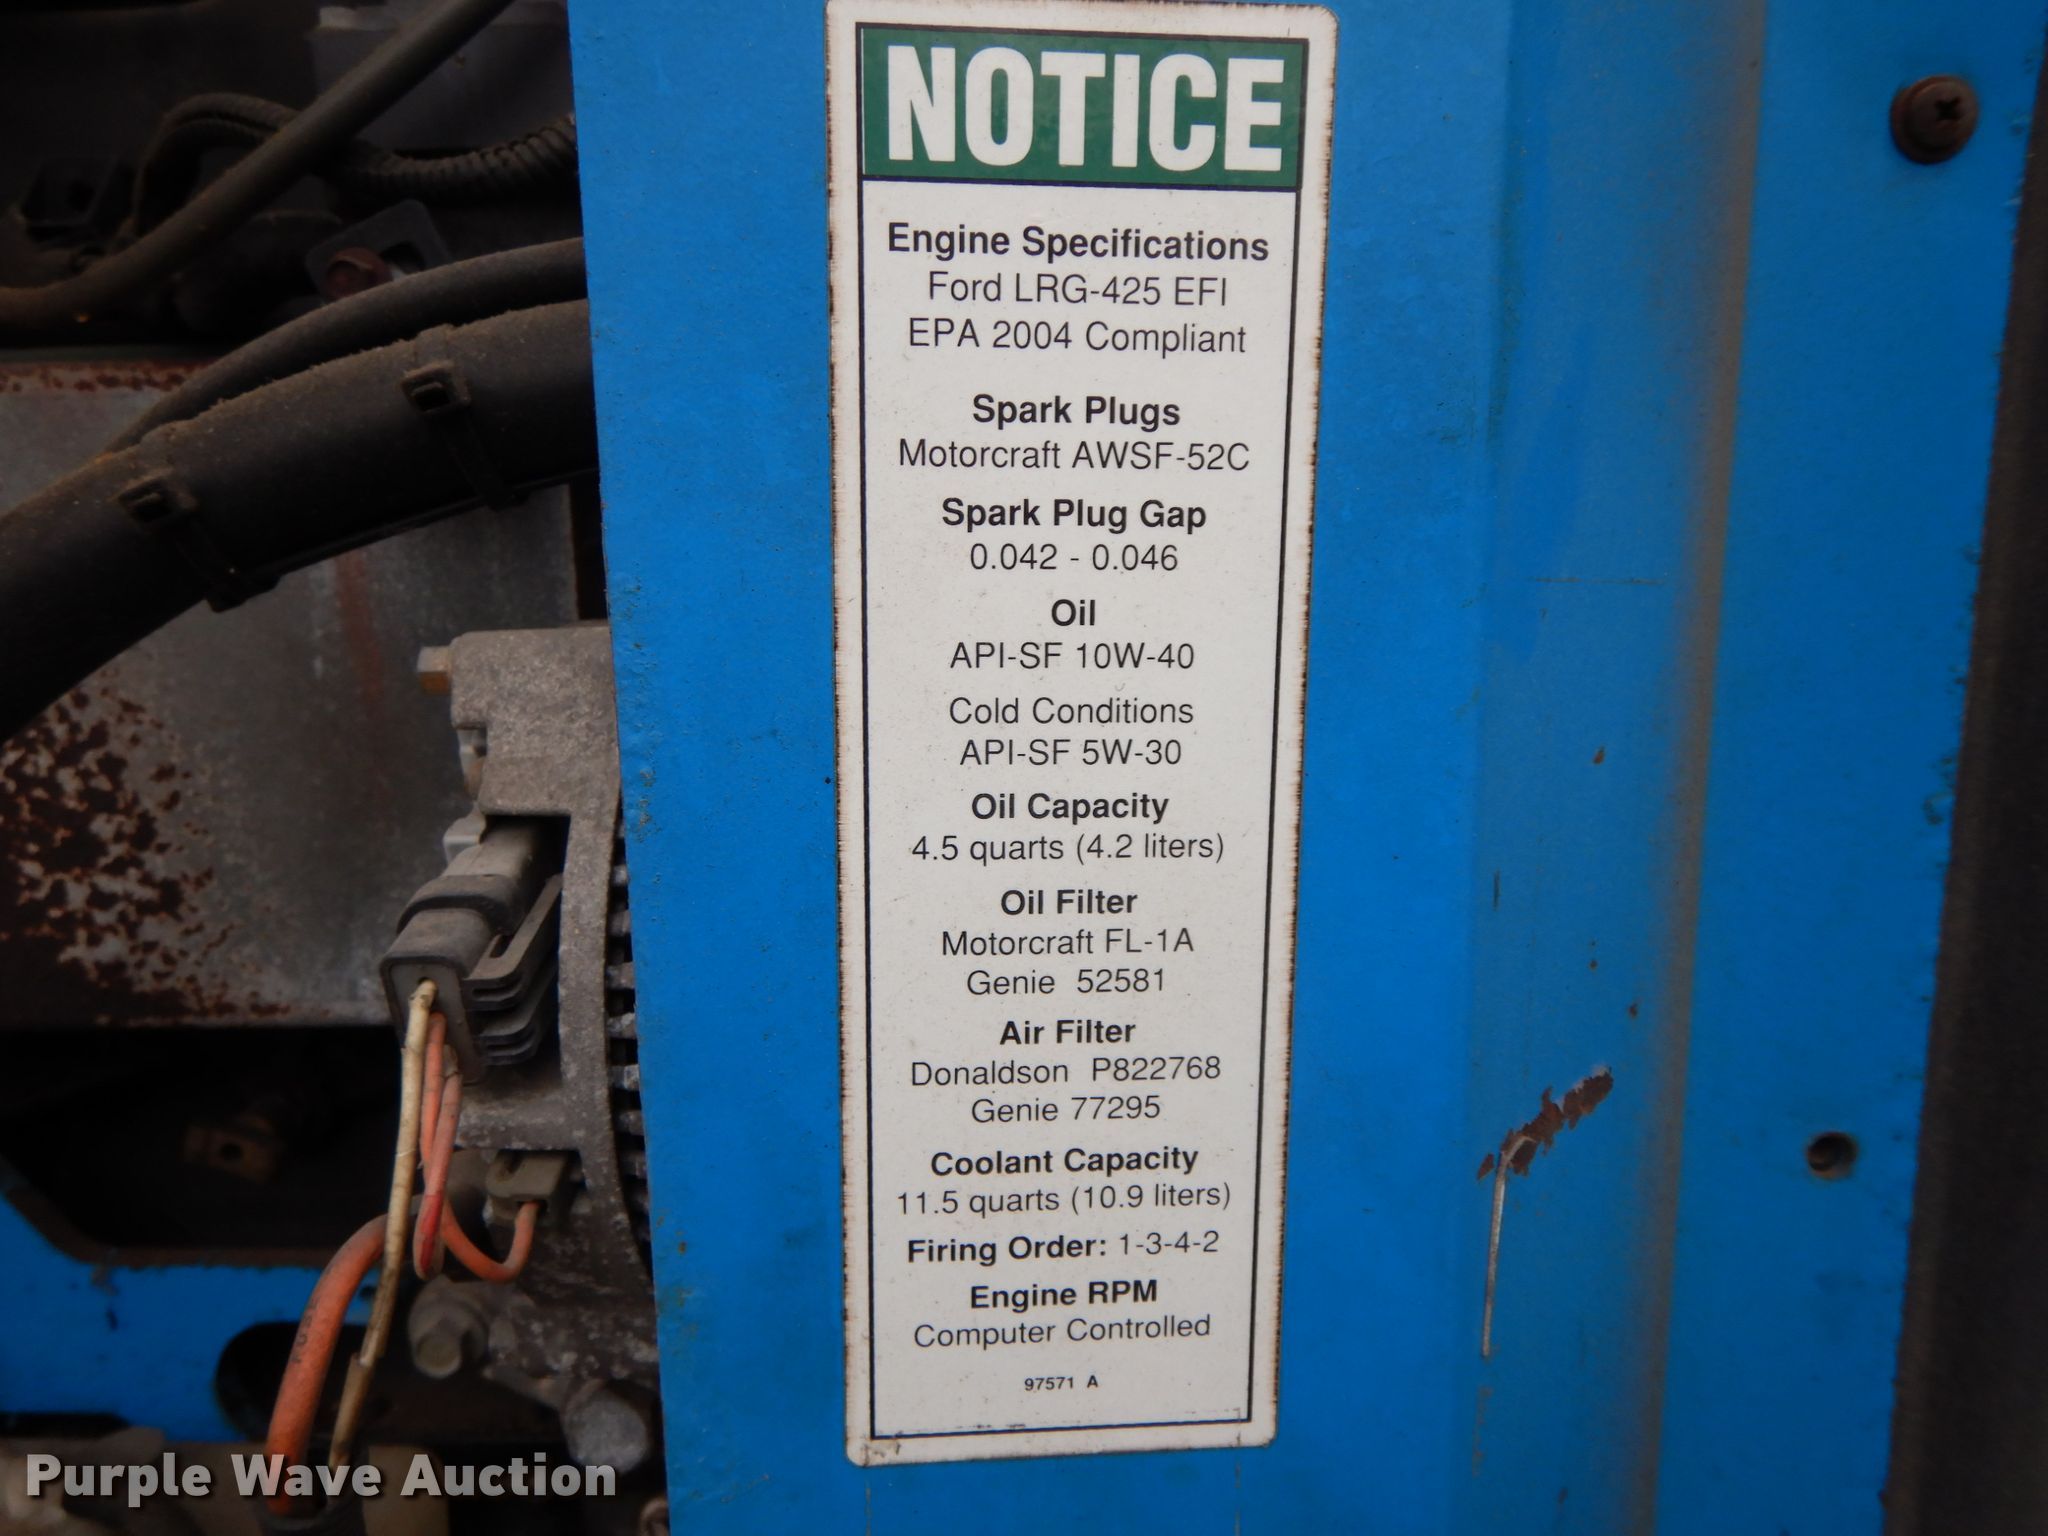 NOTICE
Engine Specifications
Ford LRG-425 EFI
EPA 2004 Compliant
Spark Plugs
Motorcraft AWSF-52C
Spark Plug Gap
0.042 - 0.046
Oil
API-SF 10W-40
Cold Conditions
API-SF 5W-30
Oil Capacity
4.5 quarts (4.2 liters)
Oil Filter
Motorcraft FL-1A
Genie 52581
Air Filter
Donaldson P822768
Genie 77295
Coolant Capacity
11.5 quarts (10.9 liters)
Firing Order: 1-3-4-2
Engine RPM
Computer Controlled
97571 A
Purple Wave Auction